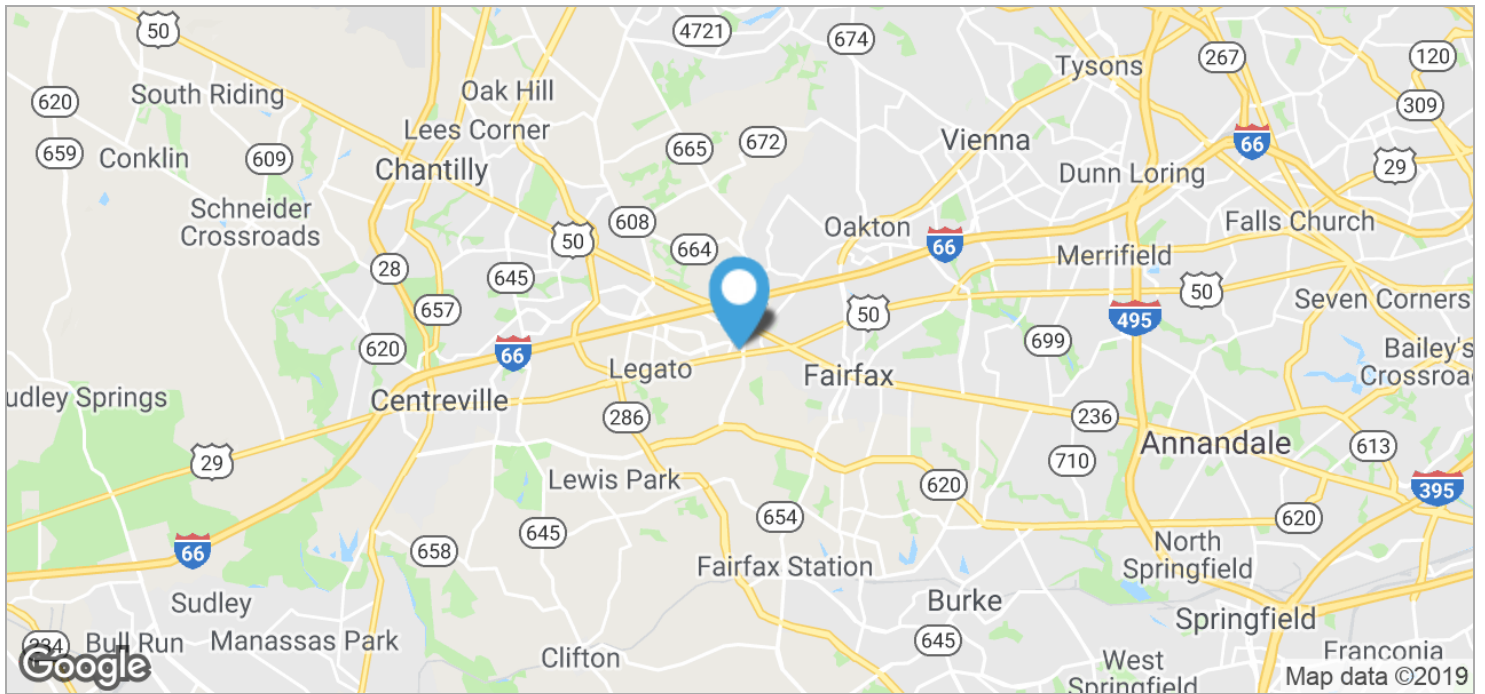 50
4721
674
267
120
Tysons
620
South Riding
Oak Hill
309
Lees Corner
659
Conklin
609
Chantilly
665
672
Vienna
66
29
Dunn Loring
Schneider
Crossroads
50
608
664
Oakton
66
Falls Church
Merrifield
28
645
657
50
50
Seven Corners
495
620
66
Legato
699
Fairfax
Bailey's
udley Springs
Centreville
286
236
29
Annandale
613
Lewis Park
710
620
395
66
645
654
620
658
Fairfax Station
North
Springfield
Sudley
Burke
Springfield
234
Bull Run
Manassas Park
645
Clifton
Franconia
West
Springfield
Google
Map data ©2019